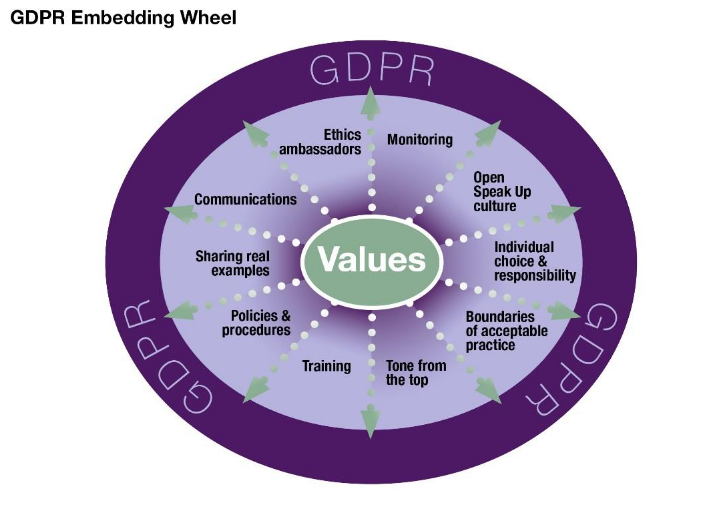 GDPR Embedding Wheel
GDPR
Ethics
ambassadors
Monitoring
Open
Speak Up
culture
Communications
Individual
choice &
responsibility
Sharing real
examples
Values
Policies &
procedures
Boundaries
of acceptable
practice
Training
Tone from
the top
GDPR
GDPR